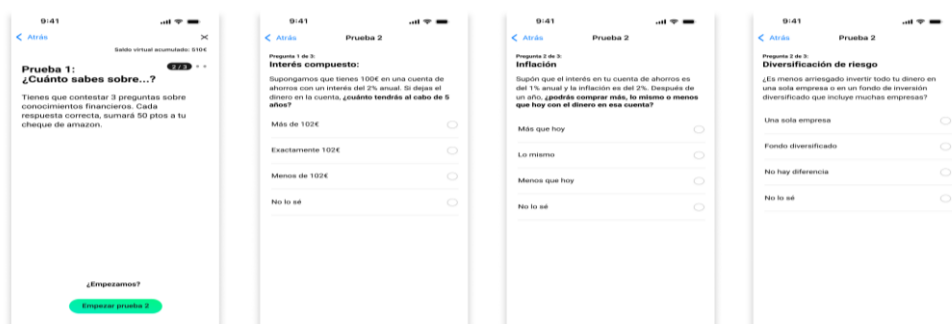 9:41
Atrás
Saldo virtual acumulado: 510€
Prueba 1:
2 / 3
¿Cuánto sabes sobre...?
Tienes que contestar 3 preguntas sobre
conocimientos financieros. Cada
respuesta correcta, sumará 50 ptos a tu
cheque de amazon.
¿Empezamos?
Empezar prueba 2
9:41
Atrás
Prueba 2
Pregunta 1 de 3:
Interés compuesto:
Supongamos que tienes 100€ en una cuenta de
ahorros con un interés del 2% anual. Si dejas el
dinero en la cuenta, ¿cuánto tendrás al cabo de 5
años?
Más de 102€
Exactamente 102€
Menos de 102€
No lo sé
9:41
Atrás
Prueba 2
Pregunta 2 de 3:
Inflación
Supón que el interés en tu cuenta de ahorros es
del 1% anual y la inflación es del 2%. Después de
un año, ¿podrás comprar más, lo mismo o menos
que hoy con el dinero en esa cuenta?
Más que hoy
Lo mismo
Menos que hoy
No lo sé
9:41
Atrás
Prueba 2
Pregunta 2 de 3:
Diversificación de riesgo
¿Es menos arriesgado invertir todo tu dinero en
una sola empresa o en un fondo de inversión
diversificado que incluye muchas empresas?
Una sola empresa
Fondo diversificado
No hay diferencia
No lo sé